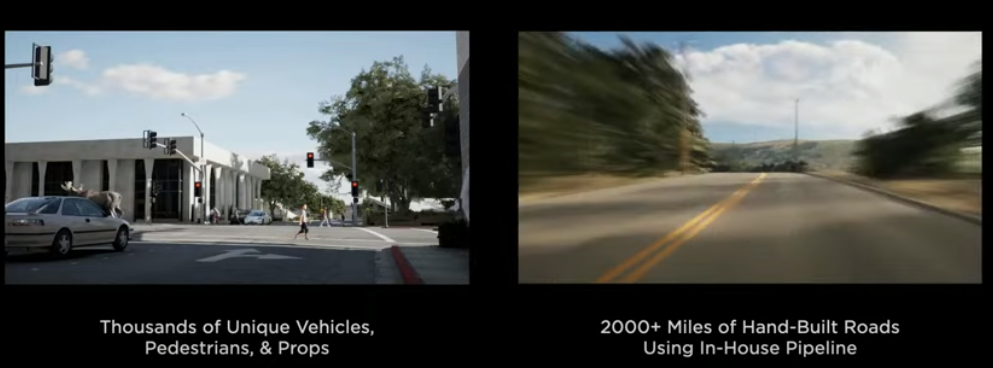 Thousands of Unique Vehicles,
Pedestrians, & Props
2000+ Miles of Hand-Built Roads
Using In-House Pipeline